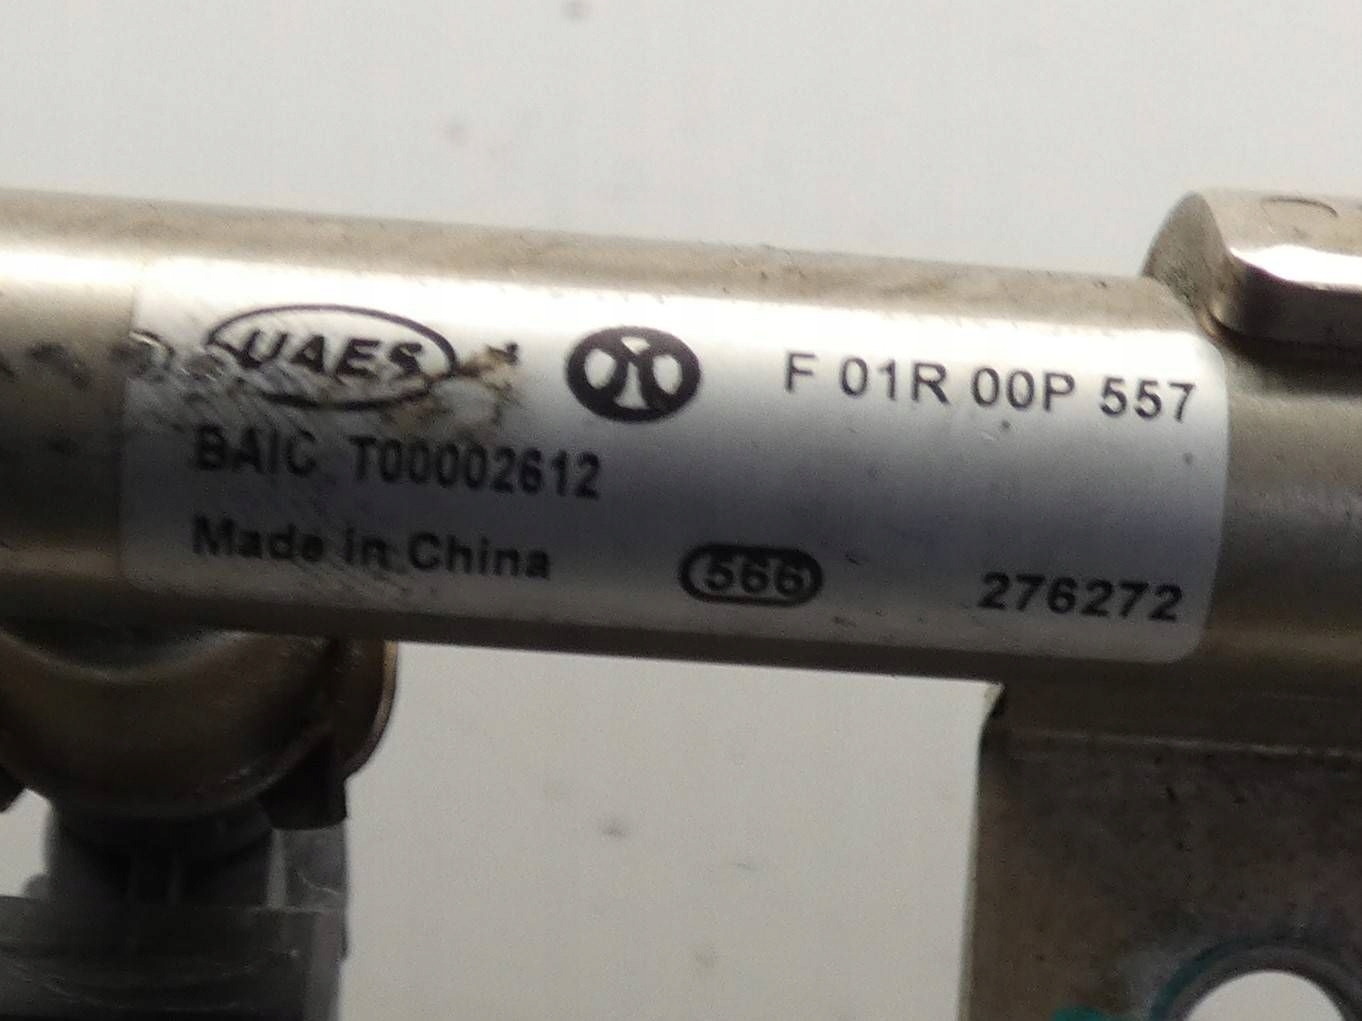 UAES F 01R 00P 557
BAIC T00002612
Made in China 566 276272